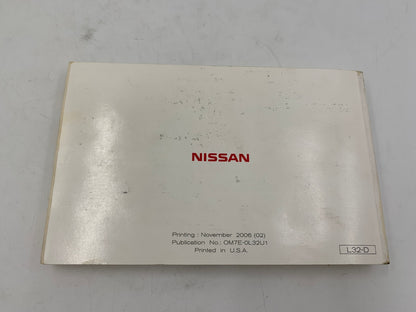 NISSAN
Printing : November 2006 (02)
Publication No.: OM7E-0L32U1
Printed in U.S.A.
L32-D